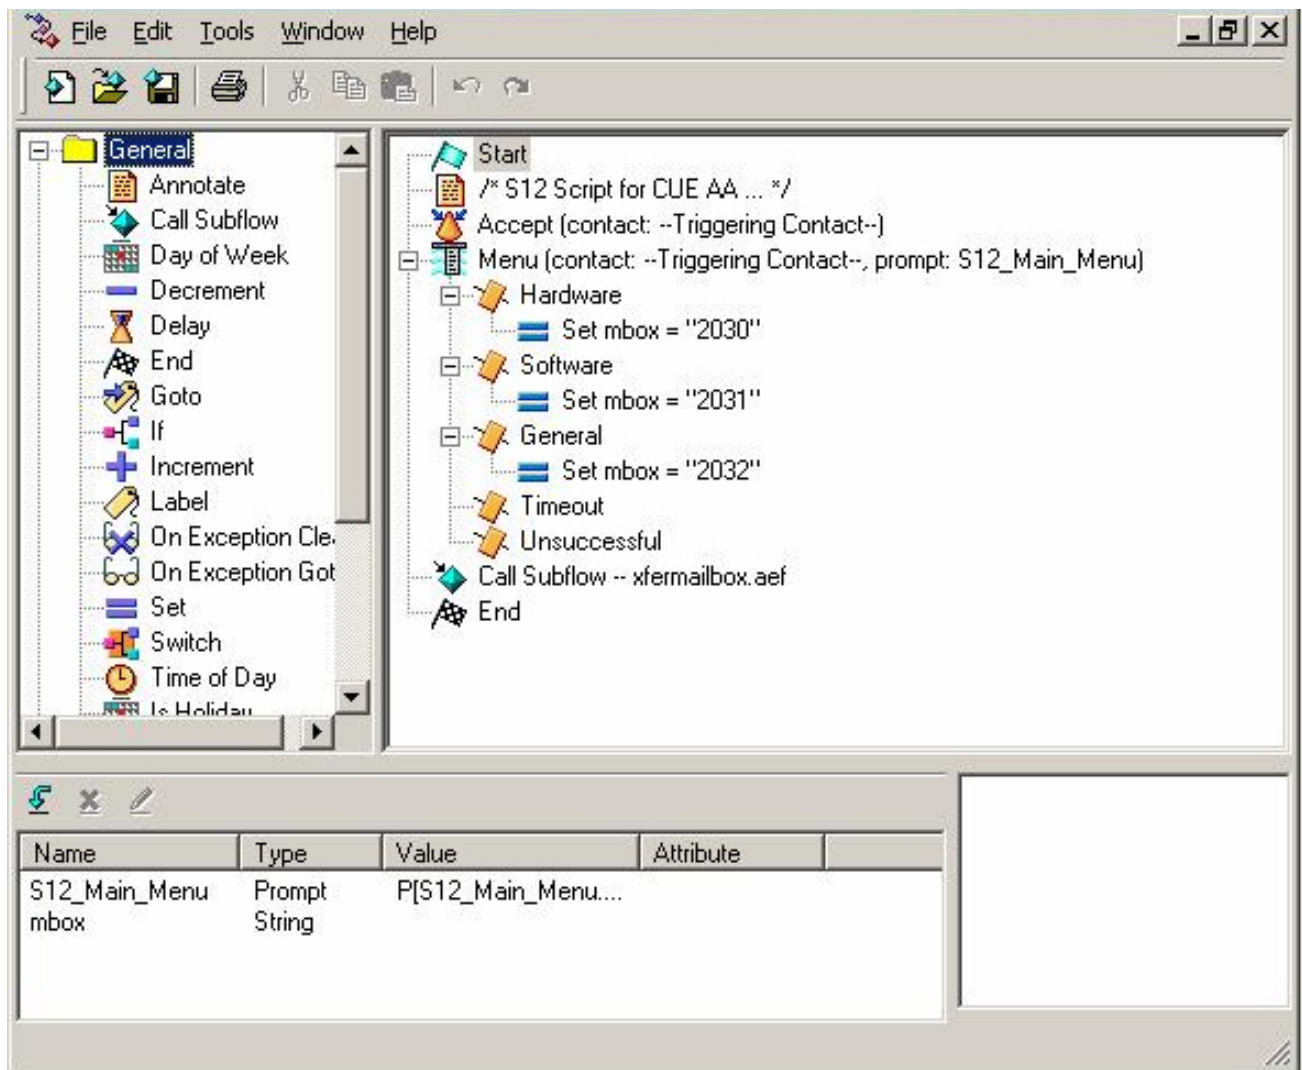 File Edit Tools Window Help
General
Annotate
Call Subflow
Day of Week
Decrement
Delay
End
Goto
If
Increment
Label
On Exception Cle
On Exception Got
Set
Switch
Time of Day
Is Holiday
Start
/* S12 Script for CUE AA ... */
Accept (contact: --Triggering Contact--)
Menu (contact: --Triggering Contact--, prompt: S12_Main_Menu)
Hardware
Set mbox = "2030"
Software
Set mbox = "2031"
General
Set mbox = "2032"
Timeout
Unsuccessful
Call Subflow -- xfermailbox.aef
End
Name Type Value Attribute
S12_Main_Menu Prompt P[S12_Main_Menu....
mbox String